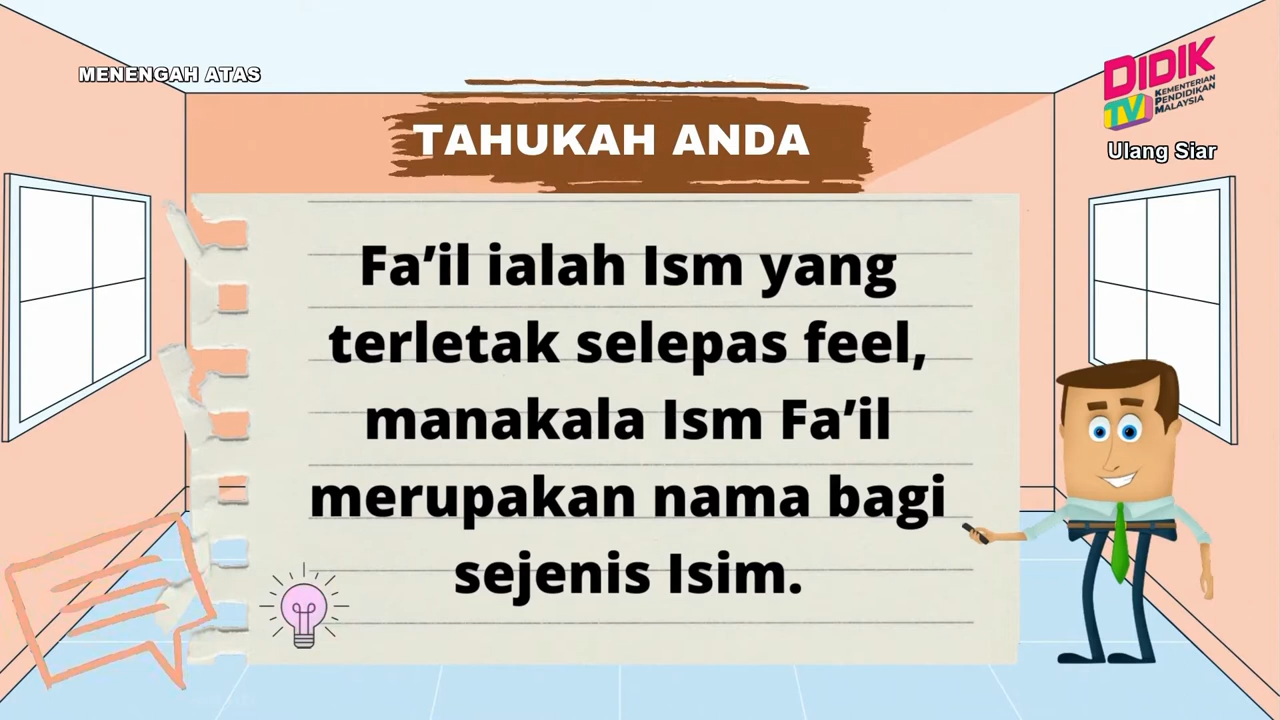 MENENGAH ATAS
DIDIK
TV
KEMENTERIAN
PENDIDIKAN
MALAYSIA
Ulang Siar
TAHUKAH ANDA
Fa’il ialah Ism yang
terletak selepas feel,
manakala Ism Fa’il
merupakan nama bagi
sejenis Isim.